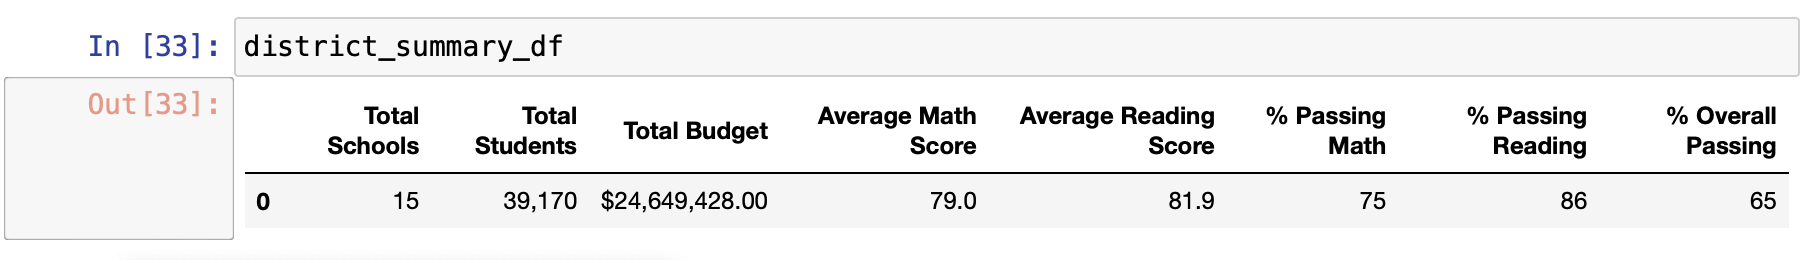 In [33]: district_summary_df
Out[33]:
Total Schools Total Students Total Budget Average Math Score Average Reading Score % Passing Math % Passing Reading % Overall Passing
0 15 39,170 $24,649,428.00 79.0 81.9 75 86 65